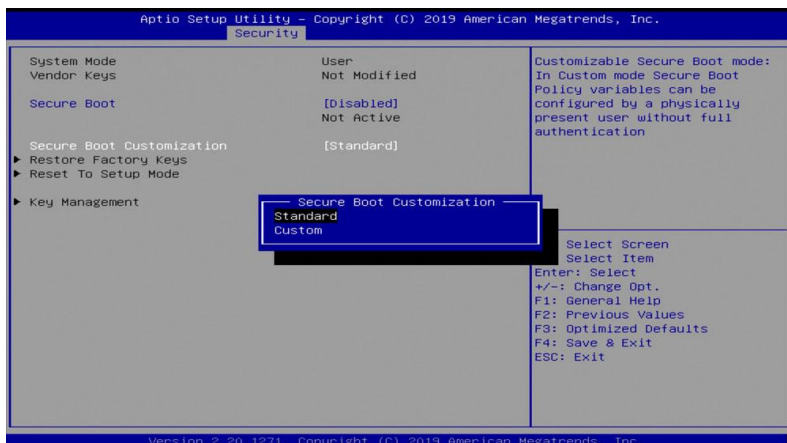 Aptio Setup Utility – Copyright (C) 2019 American Megatrends, Inc.
Security
System Mode User
Vendor Keys Not Modified
Secure Boot [Disabled]
Not Active
Secure Boot Customization [Standard]
► Restore Factory Keys
► Reset To Setup Mode
► Key Management
Secure Boot Customization
Standard
Custom
Customizable Secure Boot mode:
In Custom mode Secure Boot
Policy variables can be
configured by a physically
present user without full
authentication
Select Screen
Select Item
Enter: Select
+/-: Change Opt.
F1: General Help
F2: Previous Values
F3: Optimized Defaults
F4: Save & Exit
ESC: Exit
Version 2.20.1271. Copyright (C) 2019 American Megatrends, Inc.